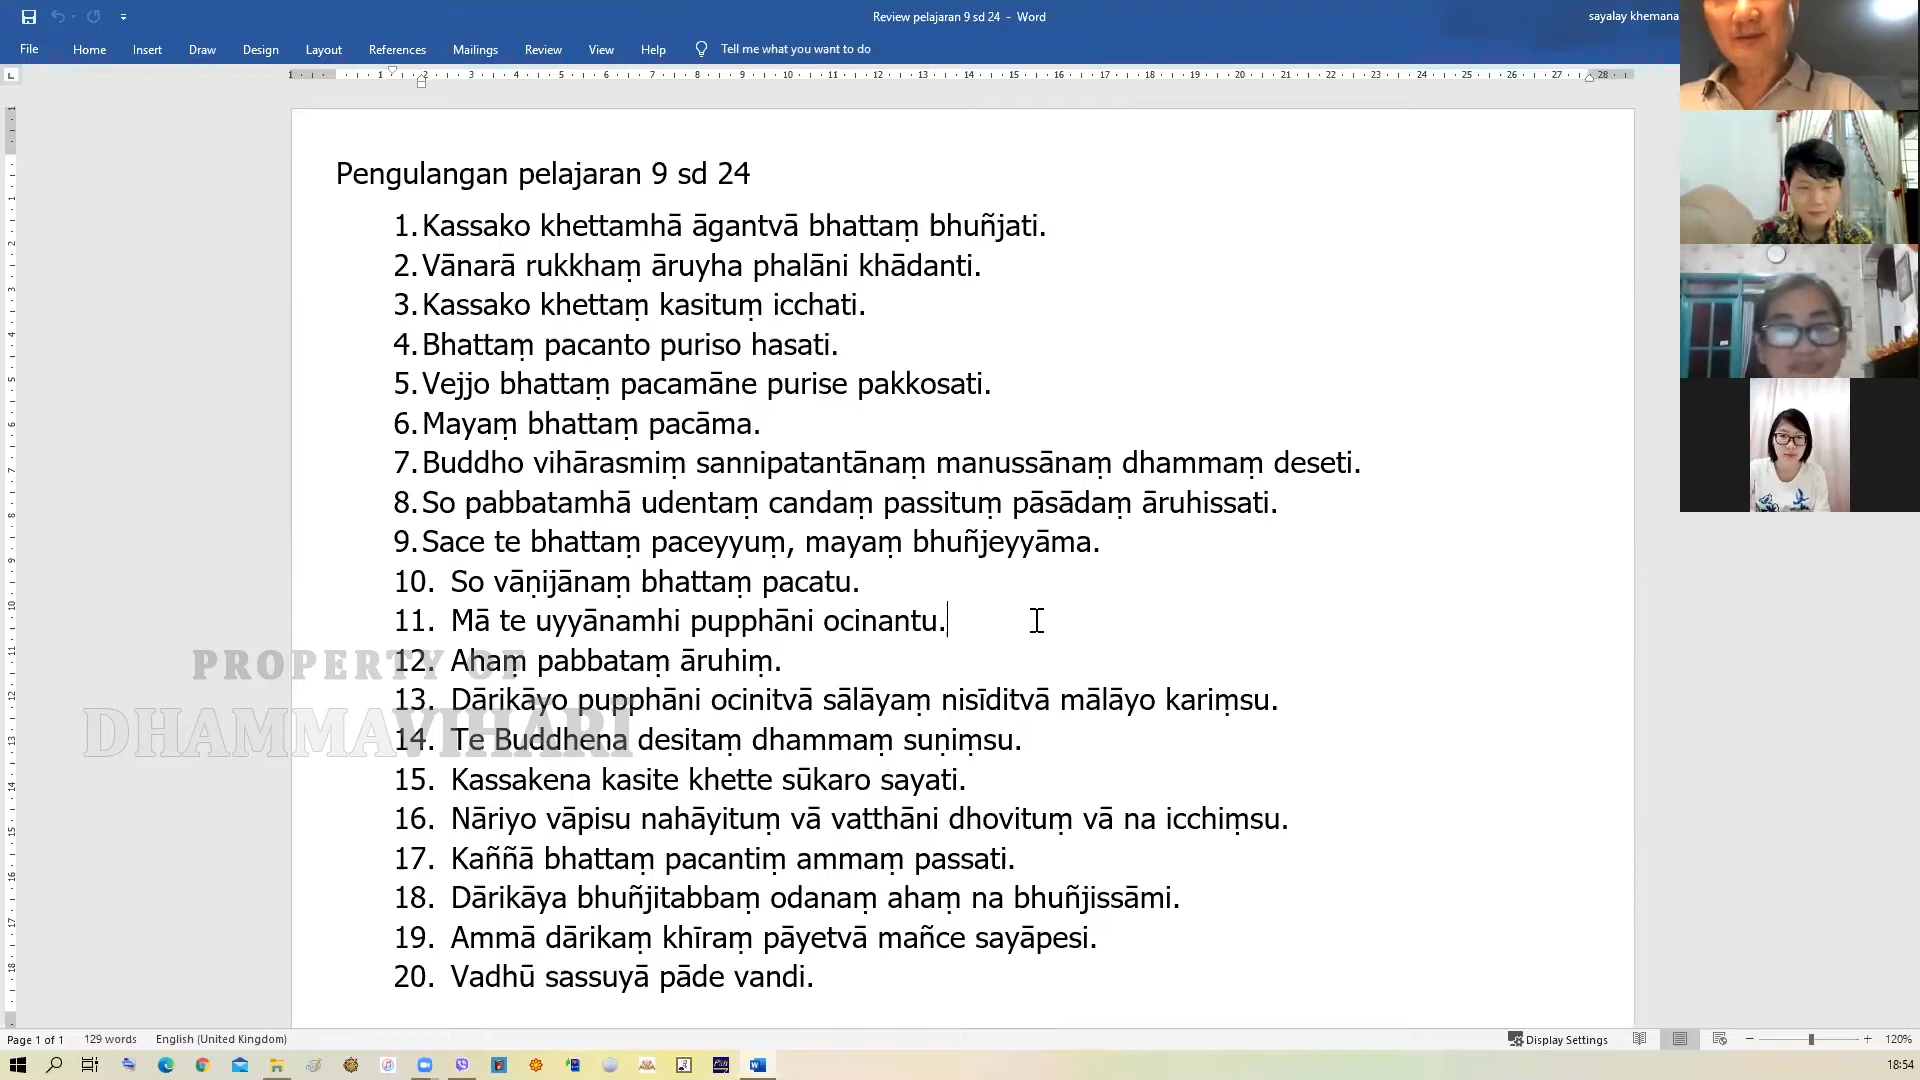 Review pelajaran 9 sd 24 - Word
sayalay khemana
File Home Insert Draw Design Layout References Mailings Review View Help Tell me what you want to do
Pengulangan pelajaran 9 sd 24
1. Kassako khettamhā āgantvā bhattaṃ bhuñjati.
2. Vānarā rukkhaṃ āruyha phalāni khādanti.
3. Kassako khettaṃ kasituṃ icchati.
4. Bhattaṃ pacanto puriso hasati.
5. Vejjo bhattaṃ pacamāne purise pakkosati.
6. Mayaṃ bhattaṃ pacāma.
7. Buddho vihārasmiṃ sannipatantānaṃ manussānaṃ dhammaṃ deseti.
8. So pabbatamhā udentaṃ candaṃ passituṃ pāsādaṃ āruhissati.
9. Sace te bhattaṃ paceyyuṃ, mayaṃ bhuñjeyyāma.
10. So vāṇijānaṃ bhattaṃ pacatu.
11. Mā te uyyānamhi pupphāni ocinantu.
12. Ahaṃ pabbataṃ āruhiṃ.
13. Dārikāyo pupphāni ocinitvā sālāyaṃ nisīditvā mālāyo kariṃsu.
14. Te Buddhena desitaṃ dhammaṃ suṇiṃsu.
15. Kassakena kasite khette sūkaro sayati.
16. Nāriyo vāpisu nahāyituṃ vā vatthāni dhovituṃ vā na icchiṃsu.
17. Kaññā bhattaṃ pacantiṃ ammaṃ passati.
18. Dārikāya bhuñjitabbaṃ odanaṃ ahaṃ na bhuñjissāmi.
19. Ammā dārikaṃ khīraṃ pāyetvā mañce sayāpesi.
20. Vadhū sassuyā pāde vandi.
PROPERTY OF
DHAMMAVIHĀRĪ
Page 1 of 1 129 words English (United Kingdom) Display Settings 120%
18:54